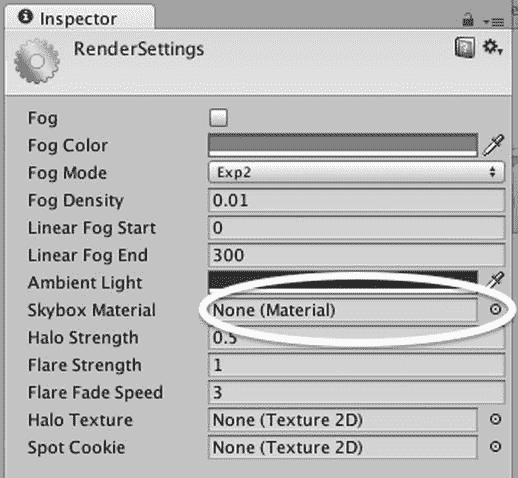 Inspector
RenderSettings
Fog
Fog Color
Fog Mode Exp2
Fog Density 0.01
Linear Fog Start 0
Linear Fog End 300
Ambient Light
Skybox Material None (Material)
Halo Strength 0.5
Flare Strength 1
Flare Fade Speed 3
Halo Texture None (Texture 2D)
Spot Cookie None (Texture 2D)